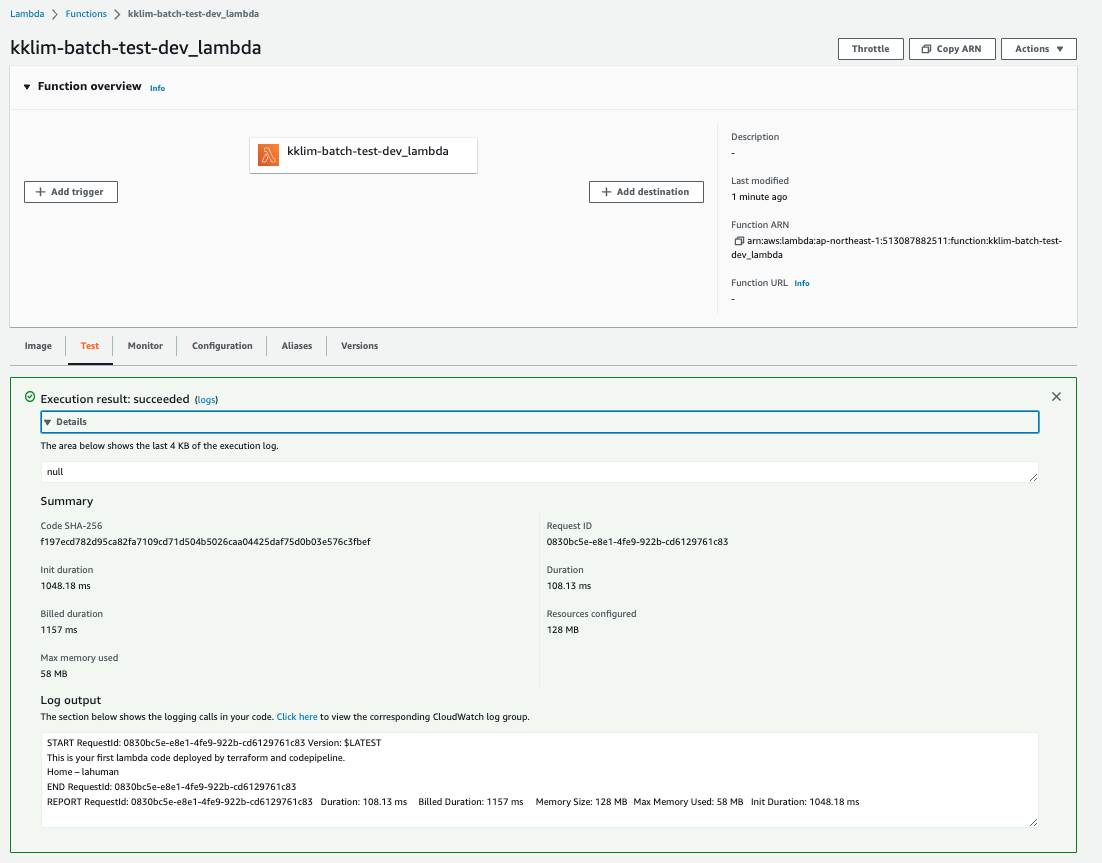 Lambda > Functions > kklim-batch-test-dev_lambda
kklim-batch-test-dev_lambda
Throttle
Copy ARN
Actions
Function overview Info
kklim-batch-test-dev_lambda
+ Add trigger
+ Add destination
Description
-
Last modified
1 minute ago
Function ARN
arn:aws:lambda:ap-northeast-1:513087882511:function:kklim-batch-test-
dev_lambda
Function URL Info
-
Image
Test
Monitor
Configuration
Aliases
Versions
Execution result: succeeded (logs)
Details
The area below shows the last 4 KB of the execution log.
null
Summary
Code SHA-256
f197ecd782d95ca82fa7109cd71d504b5026caa04425daf75d0b03e576c3fbef
Request ID
0830bc5e-e8e1-4fe9-922b-cd6129761c83
Init duration
1048.18 ms
Duration
108.13 ms
Billed duration
1157 ms
Resources configured
128 MB
Max memory used
58 MB
Log output
The section below shows the logging calls in your code. Click here to view the corresponding CloudWatch log group.
START RequestId: 0830bc5e-e8e1-4fe9-922b-cd6129761c83 Version: $LATEST
This is your first lambda code deployed by terraform and codepipeline.
Home – lahuman
END RequestId: 0830bc5e-e8e1-4fe9-922b-cd6129761c83
REPORT RequestId: 0830bc5e-e8e1-4fe9-922b-cd6129761c83 Duration: 108.13 ms Billed Duration: 1157 ms Memory Size: 128 MB Max Memory Used: 58 MB Init Duration: 1048.18 ms